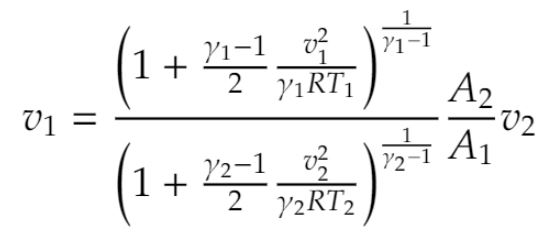 v_1 = \frac{\left(1 + \frac{\gamma_1 - 1}{2} \frac{v_1^2}{\gamma_1 R T_1}\right)^{\frac{1}{\gamma_1 - 1}}}{\left(1 + \frac{\gamma_2 - 1}{2} \frac{v_2^2}{\gamma_2 R T_2}\right)^{\frac{1}{\gamma_2 - 1}}} \frac{A_2}{A_1} v_2